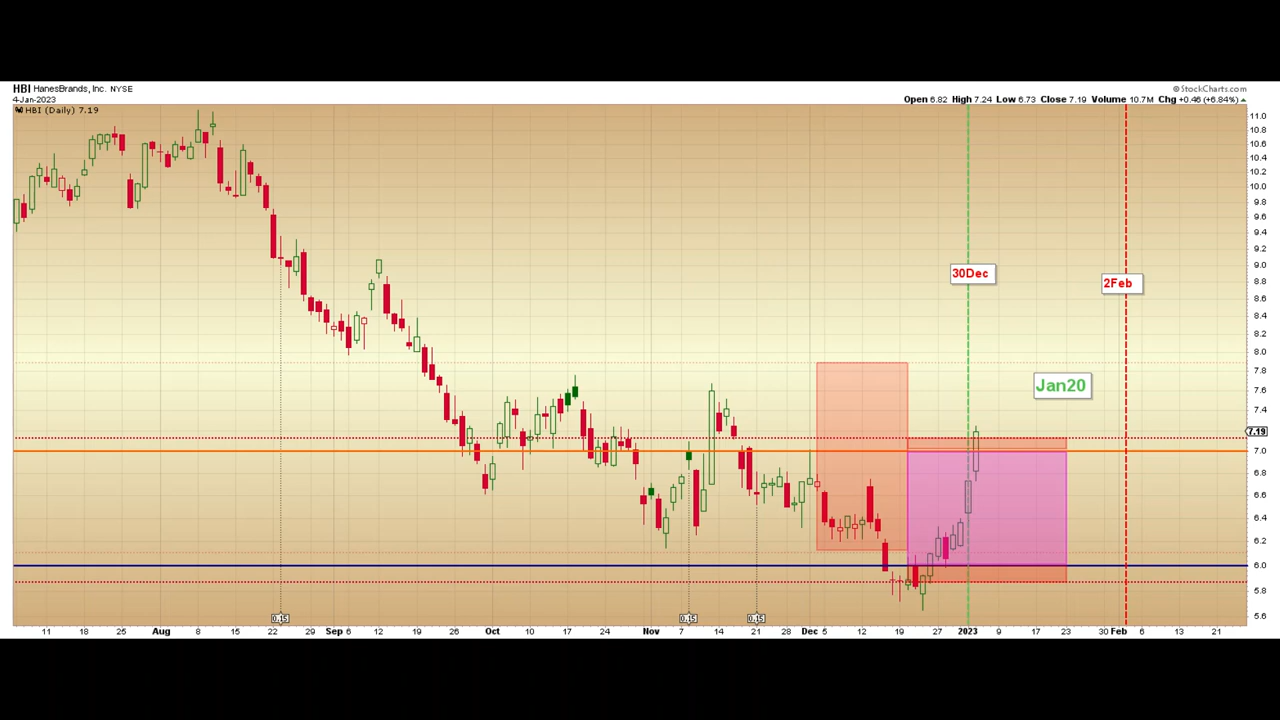 HBI HanesBrands, Inc. NYSE
© StockCharts.com
4-Jan-2023
Open 6.82 High 7.24 Low 6.73 Close 7.19 Volume 10.7M Chg +0.46 (+6.84%)
HBI (Daily) 7.19
11.0
10.8
10.6
10.4
10.2
10.0
9.8
9.6
9.4
9.2
9.0
8.8
8.6
8.4
8.2
8.0
7.8
7.6
7.4
7.19
7.0
6.8
6.6
6.4
6.2
6.0
5.8
5.6
30Dec
2Feb
Jan20
0.15 0.15 0.15
11 18 25 Aug 8 15 22 29 Sep 6 12 19 26 Oct 10 17 24 Nov 7 14 21 28 Dec 5 12 19 27 2023 9 17 23 30 Feb 6 13 21